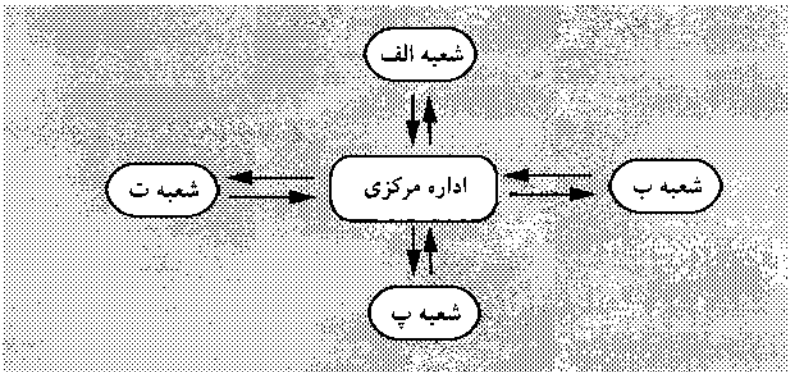 شعبه الف
شعبه ب
اداره مرکزی
شعبه ت
شعبه پ